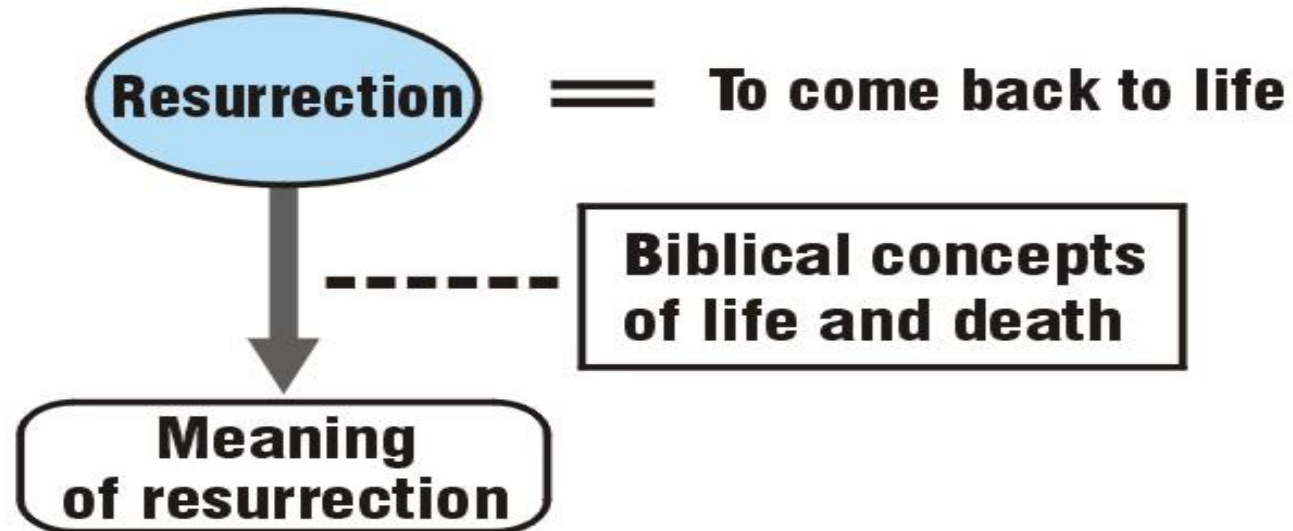 Resurrection = To come back to life
Biblical concepts
of life and death
Meaning
of resurrection